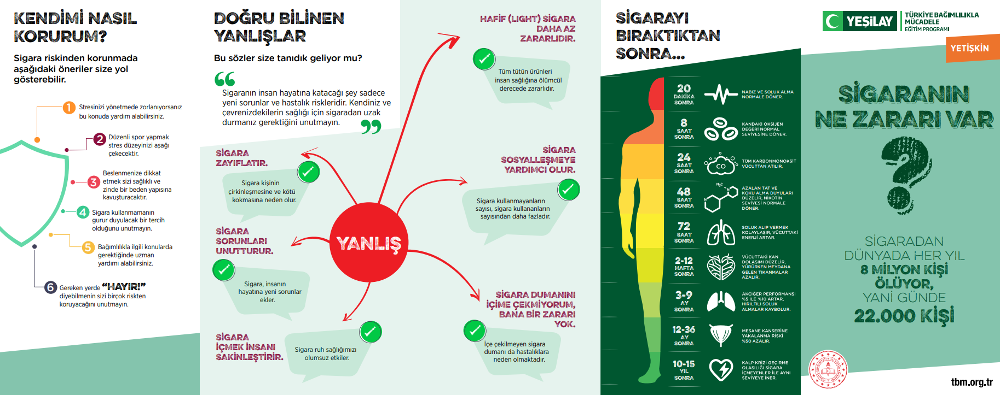 KENDİMİ NASIL
KORURUM?
Sigara riskinden korunmada
aşağıdaki öneriler size yol
gösterebilir.
1
Stresinizi yönetmede zorlanıyorsanız
bu konuda yardım alabilirsiniz.
2
Düzenli spor yapmak
stres düzeyinizi aşağı
çekecektir.
3
Beslenmenize dikkat
etmek sizi sağlıklı ve
zinde bir beden yapısına
kavuşturacaktır.
4
Sigara kullanmamanın
gurur duyulacak bir tercih
olduğunu unutmayın.
5
Bağımlılıkla ilgili konularda
gerektiğinde uzman
yardımı alabilirsiniz.
6
Gereken yerde “HAYIR!”
diyebilmenin sizi birçok riskten
koruyacağını unutmayın.
DOĞRU BİLİNEN
YANLIŞLAR
Bu sözler size tanıdık geliyor mu?
“
Sigaranın insan hayatına katacağı şey sadece
yeni sorunlar ve hastalık riskleridir. Kendiniz ve
çevrenizdekilerin sağlığı için sigaradan uzak
durmanız gerektiğini unutmayın.
”
SİGARA
ZAYIFLATIR.
Sigara kişinin
çirkinleşmesine ve kötü
kokmasına neden olur.
SİGARA
SORUNLARI
UNUTTURUR.
Sigara, insanın
hayatına yeni sorunlar
ekler.
SİGARA
İÇMEK İNSANI
SAKİNLEŞTİRİR.
Sigara ruh sağlığımızı
olumsuz etkiler.
YANLIŞ
HAFİF (LIGHT) SİGARA
DAHA AZ
ZARARLIDIR.
Tüm tütün ürünleri
insan sağlığına ölümcül
derecede zararlıdır.
SİGARA
SOSYALLEŞMEYE
YARDIMCI OLUR.
Sigara kullanmayanların
sayısı, sigara kullananların
sayısından daha fazladır.
SİGARA DUMANINI
İÇİME ÇEKMİYORUM,
BANA BİR ZARARI
YOK.
İçe çekilmeyen sigara
dumanı da hastalıklara
neden olmaktadır.
SİGARAYI
BIRAKTIKTAN
SONRA...
20
DAKİKA
SONRA
NABIZ VE SOLUK ALMA
NORMALE DÖNER.
8
SAAT
SONRA
KANDAKİ OKSİJEN
DEĞERİ NORMAL
SEVİYESİNE DÖNER.
24
SAAT
SONRA
CO
TÜM KARBONMONOKSİT
VÜCUTTAN ATILIR.
48
SAAT
SONRA
N₃C
N
N
AZALAN TAT VE
KOKU ALMA DUYULARI
DÜZELİR, NİKOTİN
SEVİYESİ NORMALE
DÖNER.
72
SAAT
SONRA
SOLUK ALIP VERMEK
KOLAYLAŞIR, VÜCUTTAKİ
ENERJİ ARTAR.
2-12
HAFTA
SONRA
VÜCUTTAKİ KAN
DOLAŞIMI DÜZELİR,
YÜRÜRKEN MEYDANA
GELEN TIKANMALAR
AZALIR.
3-9
AY
SONRA
AKCİĞER PERFORMANSI
%5 İLE %10 ARTAR,
HIRILTILI SOLUK
ALMALAR KAYBOLUR.
12-36
AY
SONRA
MESANE KANSERİNE
YAKALANMA RİSKİ
%50 AZALIR.
10-15
YIL
SONRA
KALP KRİZİ GEÇİRME
OLASILIĞI SİGARA
İÇMEYENLER İLE AYNI
SEVİYEYE İNER.
YEŞİLAY
TÜRKİYE BAĞIMLILIKLA
MÜCADELE
EĞİTİM PROGRAMI
YETİŞKİN
SİGARANIN
NE ZARARI VAR
?
SİGARADAN
DÜNYADA HER YIL
8 MİLYON KİŞİ
ÖLÜYOR,
YANİ GÜNDE
22.000 KİŞİ
tbm.org.tr